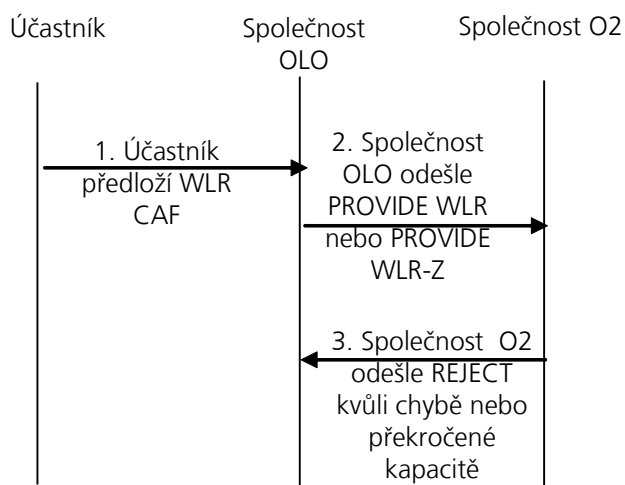 Účastník
Společnost
OLO
Společnost O2
1. Účastník
předloží WLR
CAF
2. Společnost
OLO odešle
PROVIDE WLR
nebo PROVIDE
WLR-Z
3. Společnost O2
odešle REJECT
kvůli chybě nebo
překročené
kapacitě